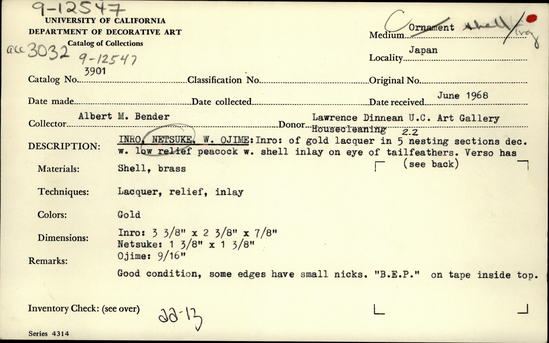 9-12547
UNIVERSITY OF CALIFORNIA
DEPARTMENT OF DECORATIVE ART
Catalog of Collections
acc 3032
9-12547
Medium Ornament shell/
Locality Japan
Catalog No. 3901 Classification No. Original No.
Date made Date collected Date received June 1968
Collector Albert M. Bender Donor Lawrence Dinnean U.C. Art Gallery
Housecleaning 2.2
DESCRIPTION: INRO, NETSUKE, W. OJIME: Inro: of gold lacquer in 5 nesting sections dec.
w. low relief peacock w. shell inlay on eye of tailfeathers. Verso has
(see back)
Materials: Shell, brass
Techniques: Lacquer, relief, inlay
Colors: Gold
Dimensions: Inro: 3 3/8" x 2 3/8" x 7/8"
Netsuke: 1 3/8" x 1 3/8"
Remarks: Ojime: 9/16"
Good condition, some edges have small nicks. "B.E.P." on tape inside top.
Inventory Check: (see over)
Series 4314